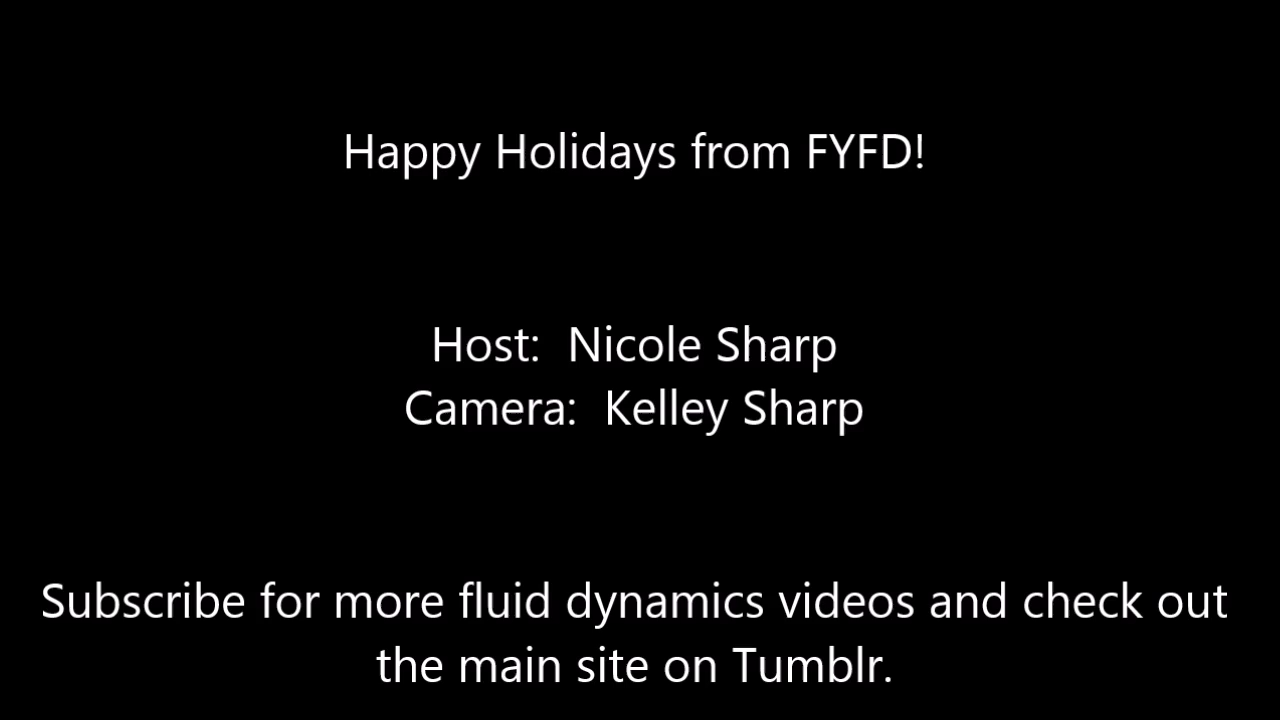 Happy Holidays from FYFD!
Host:  Nicole Sharp
Camera:  Kelley Sharp
Subscribe for more fluid dynamics videos and check out
the main site on Tumblr.